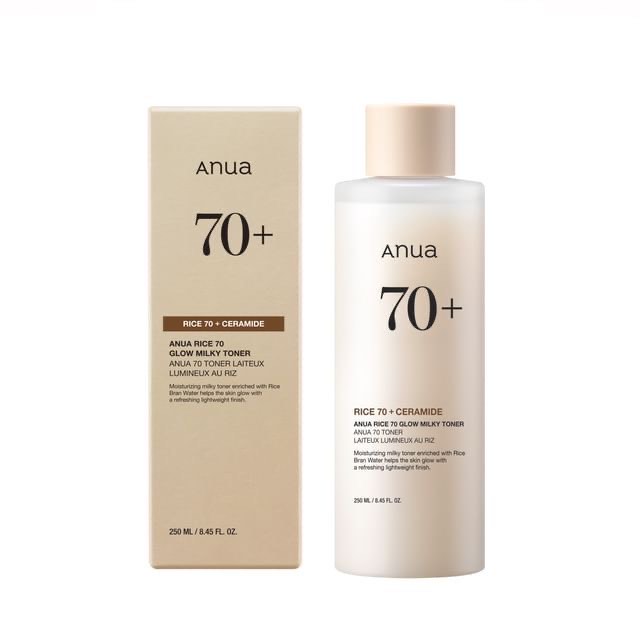 Anua
70+
RICE 70 + CERAMIDE
ANUA RICE 70
GLOW MILKY TONER
ANUA 70 TONER LAITEUX
LUMINEUX AU RIZ
Moisturizing milky toner enriched with Rice
Bran Water helps the skin glow with
a refreshing lightweight finish.
250 ML / 8.45 FL. OZ.
Anua
70+
RICE 70 + CERAMIDE
ANUA RICE 70 GLOW MILKY TONER
ANUA 70 TONER
LAITEUX LUMINEUX AU RIZ
Moisturizing milky toner enriched with Rice
Bran Water helps the skin glow with
a refreshing lightweight finish.
250 ML / 8.45 FL. OZ.